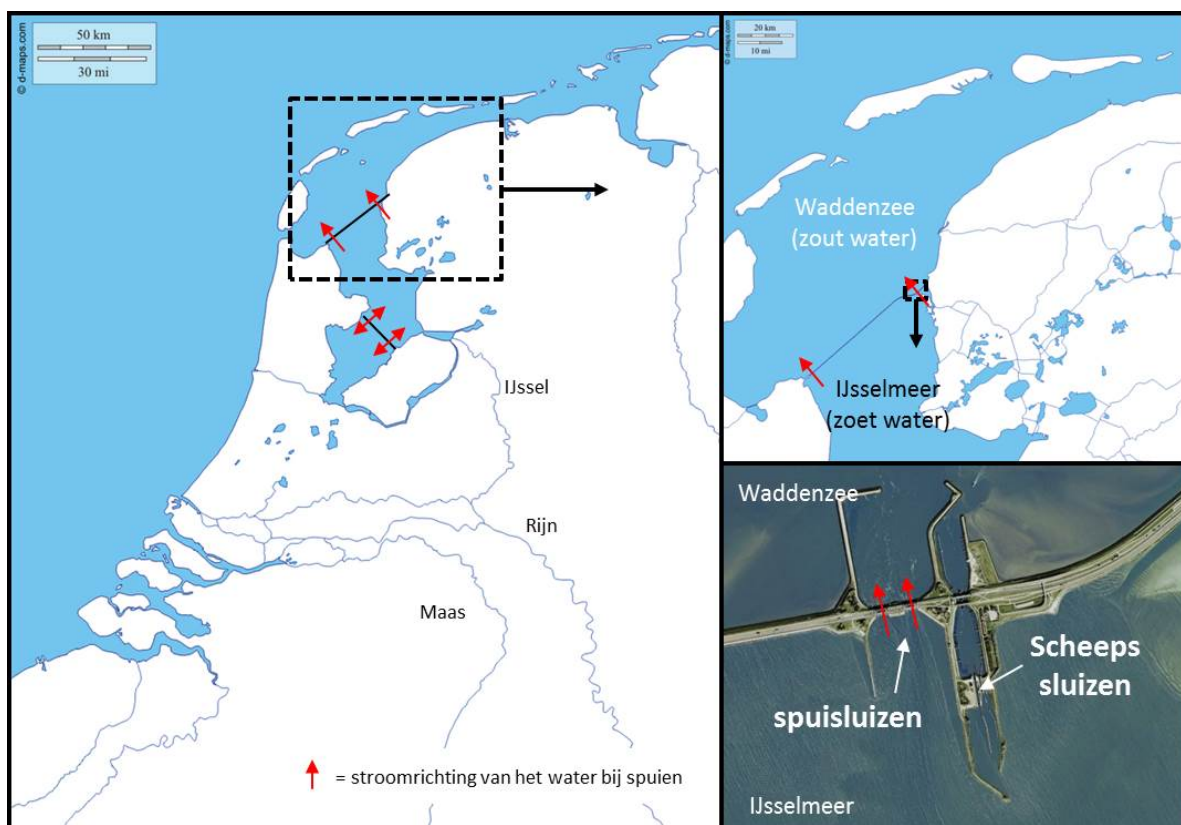 50 km
30 mi
© d-maps.com
IJssel
Rijn
Maas
= stroomrichting van het water bij spuien
20 km
10 mi
© d-maps.com
Waddenzee
(zout water)
IJsselmeer
(zoet water)
Waddenzee
Scheeps
sluizen
spuisluizen
IJsselmeer